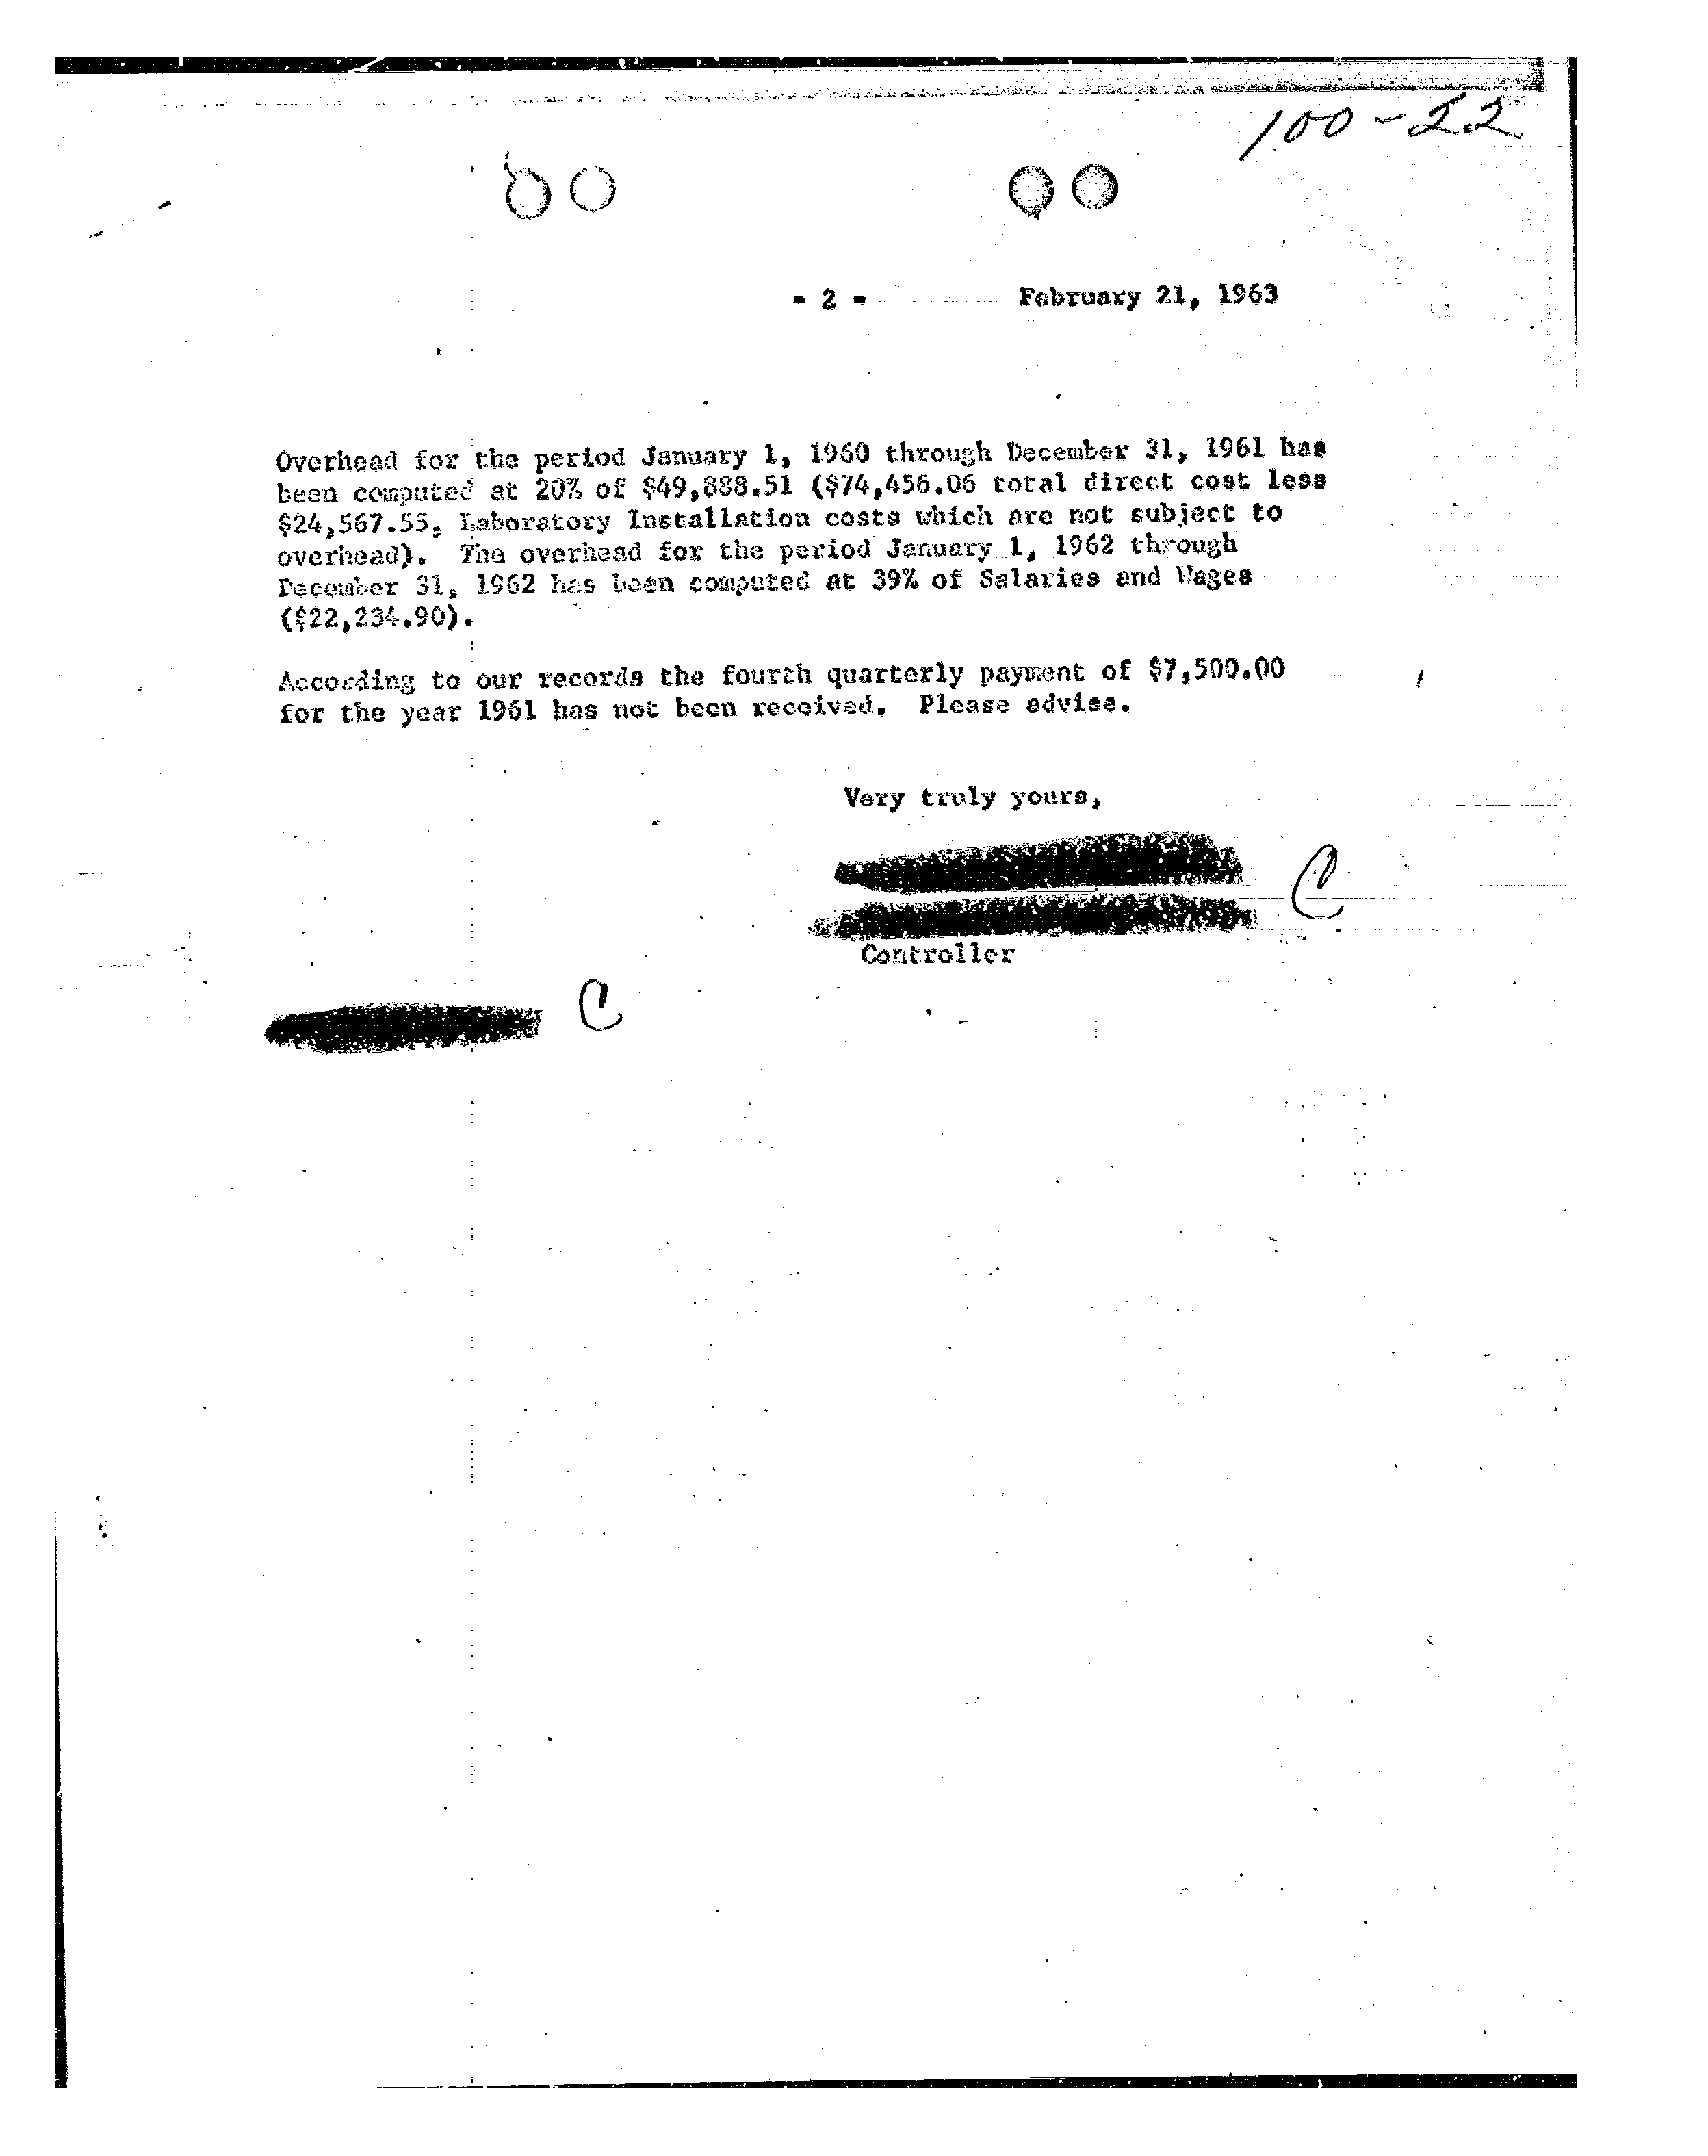 100-22
- 2 - February 21, 1963
Overhead for the period January 1, 1960 through December 31, 1961 has
been computed at 20% of $49,888.51 ($74,456.06 total direct cost less
$24,567.55, Laboratory Installation costs which are not subject to
overhead). The overhead for the period January 1, 1962 through
December 31, 1962 has been computed at 39% of Salaries and Wages
($22,234.90).
According to our records the fourth quarterly payment of $7,500.00
for the year 1961 has not been received. Please advise.
Very truly yours,
C
Controller
C